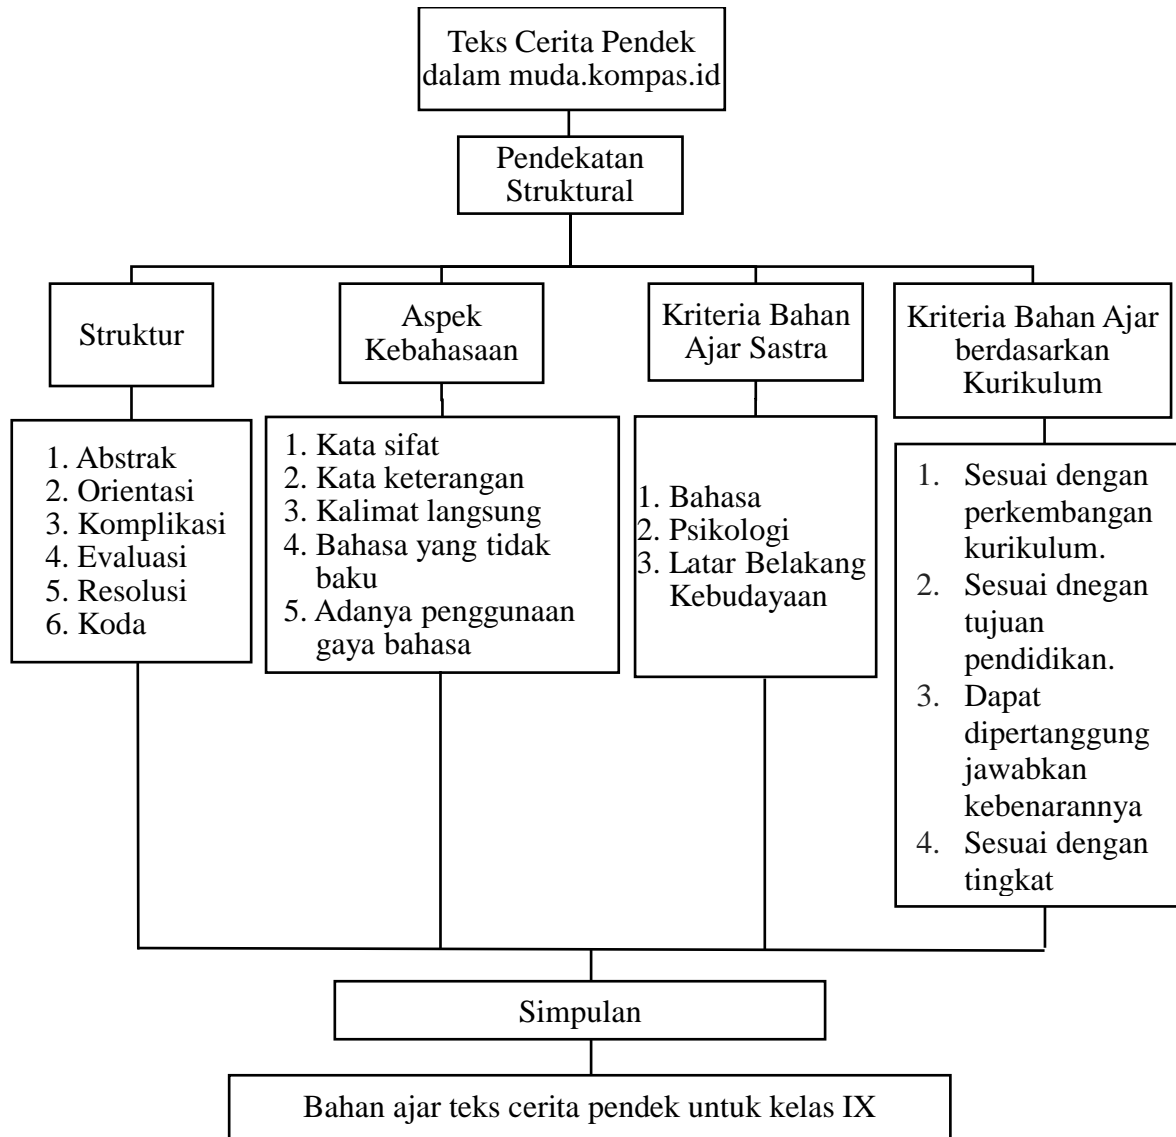 Teks Cerita Pendek
dalam muda.kompas.id
Pendekatan
Struktural
Struktur
Aspek
Kebahasaan
Kriteria Bahan
Ajar Sastra
Kriteria Bahan Ajar
berdasarkan
Kurikulum
1. Abstrak
2. Orientasi
3. Komplikasi
4. Evaluasi
5. Resolusi
6. Koda
1. Kata sifat
2. Kata keterangan
3. Kalimat langsung
4. Bahasa yang tidak
baku
5. Adanya penggunaan
gaya bahasa
1. Bahasa
2. Psikologi
3. Latar Belakang
Kebudayaan
1. Sesuai dengan
perkembangan
kurikulum.
2. Sesuai dnegan
tujuan
pendidikan.
3. Dapat
dipertanggung
jawabkan
kebenarannya
4. Sesuai dengan
tingkat
Simpulan
Bahan ajar teks cerita pendek untuk kelas IX